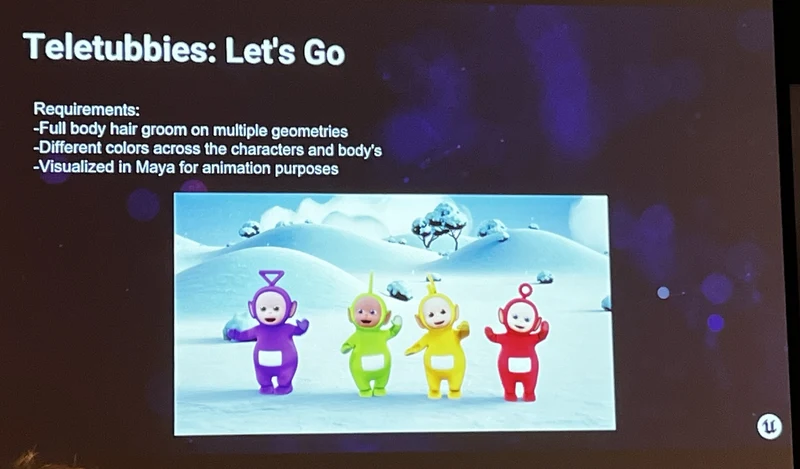 Teletubbies: Let's Go
Requirements:
-Full body hair groom on multiple geometries
-Different colors across the characters and body's
-Visualized in Maya for animation purposes